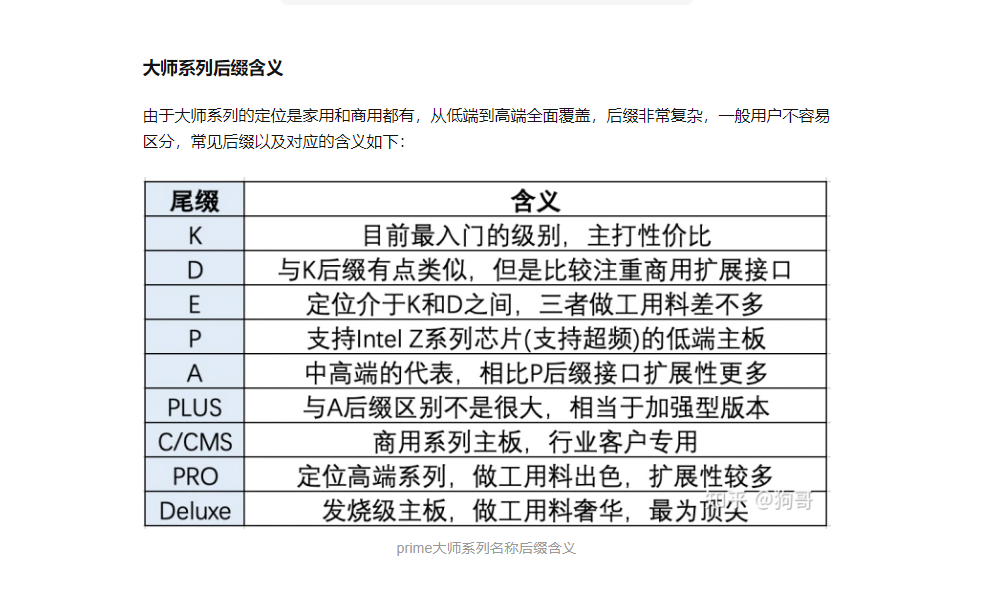 大师系列后缀含义
由于大师系列的定位是家用和商用都有，从低端到高端全面覆盖，后缀非常复杂，一般用户不容易
区分，常见后缀以及对应的含义如下：
尾缀 含义
K 目前最入门的级别，主打性价比
D 与K后缀有点类似，但是比较注重商用扩展接口
E 定位介于K和D之间，三者做工用料差不多
P 支持Intel Z系列芯片(支持超频)的低端主板
A 中高端的代表，相比P后缀接口扩展性更多
PLUS 与A后缀区别不是很大，相当于加强型版本
C/CMS 商用系列主板，行业客户专用
PRO 定位高端系列，做工用料出色，扩展性较多
Deluxe 发烧级主板，做工用料奢华，最为顶尖
知乎 @狗哥
prime大师系列名称后缀含义